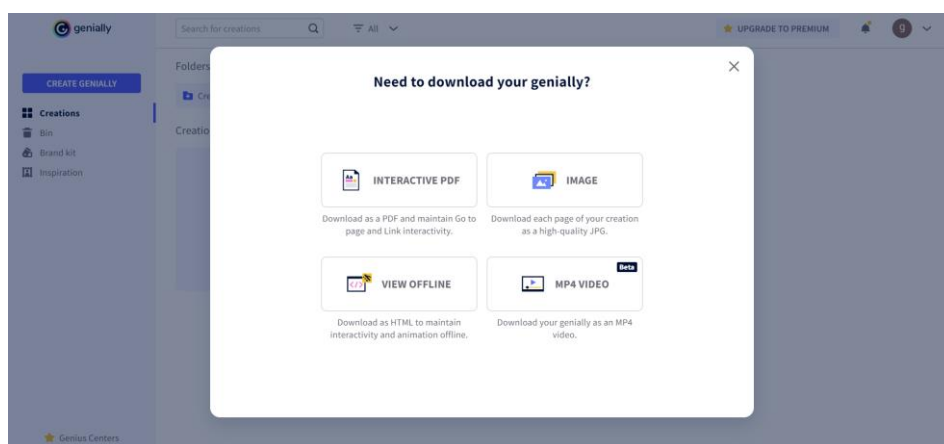 genially
Search for creations
All
UPGRADE TO PREMIUM
g
CREATE GENIALLY
Creations
Bin
Brand kit
Inspiration
Genius Centers
Folders
Cre
Creatio
Need to download your genially?
INTERACTIVE PDF
Download as a PDF and maintain Go to
page and Link interactivity.
IMAGE
Download each page of your creation
as a high-quality JPG.
VIEW OFFLINE
Download as HTML to maintain
interactivity and animation offline.
Beta
MP4 VIDEO
Download your genially as an MP4
video.